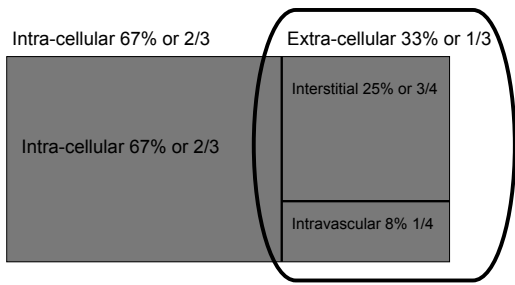 Intra-cellular 67% or 2/3
Extra-cellular 33% or 1/3
Intra-cellular 67% or 2/3
Interstitial 25% or 3/4
Intravascular 8% 1/4